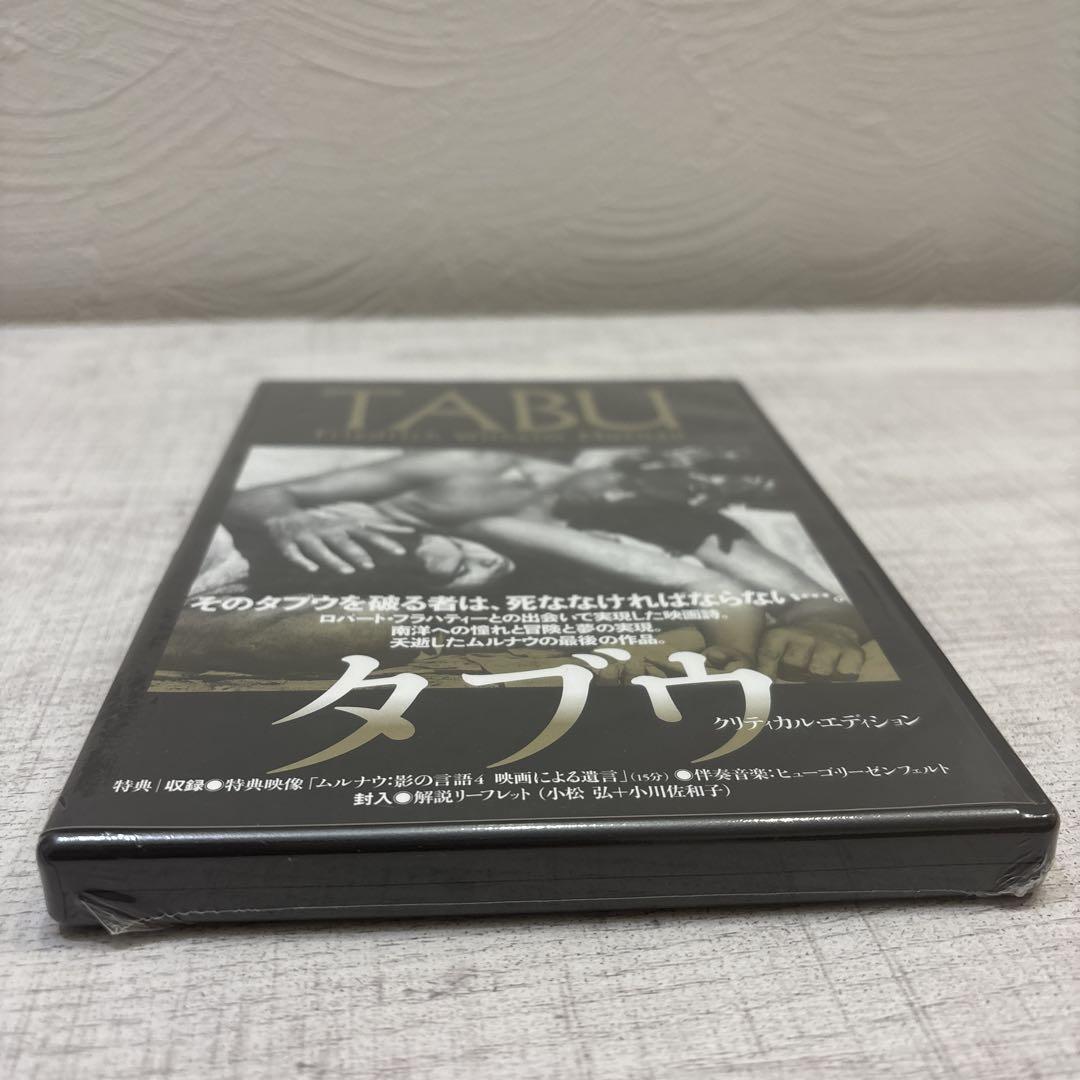 TABU
Friedrich Wilhelm Murnau
そのタブウを破る者は、死ななければならない…。
ロバート・フラハティーとの出会いで実現した映画詩。
南洋への憧れと冒険と夢の実現。
夭逝したムルナウの最後の作品。
タブウ
クリティカル・エディション
特典 | 収録●特典映像「ムルナウ:影の言語4 映画による遺言」(15分) ●伴奏音楽:ヒューゴ・リーゼンフェルト
封入●解説リーフレット (小松 弘+小川佐和子)